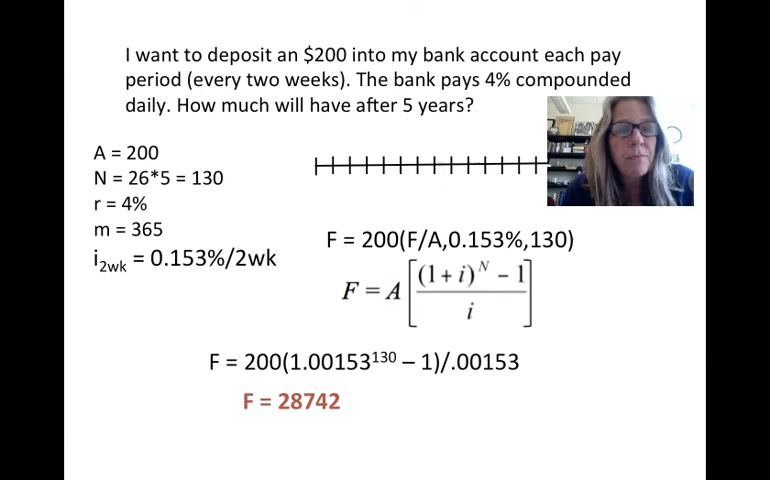 I want to deposit an $200 into my bank account each pay
period (every two weeks). The bank pays 4% compounded
daily. How much will have after 5 years?
A = 200
N = 26*5 = 130
r = 4%
m = 365
i2wk = 0.153%/2wk
F = 200(F/A,0.153%,130)
F = A [ (1 + i)^N − 1 / i ]
F = 200(1.00153^130 – 1)/.00153
F = 28742